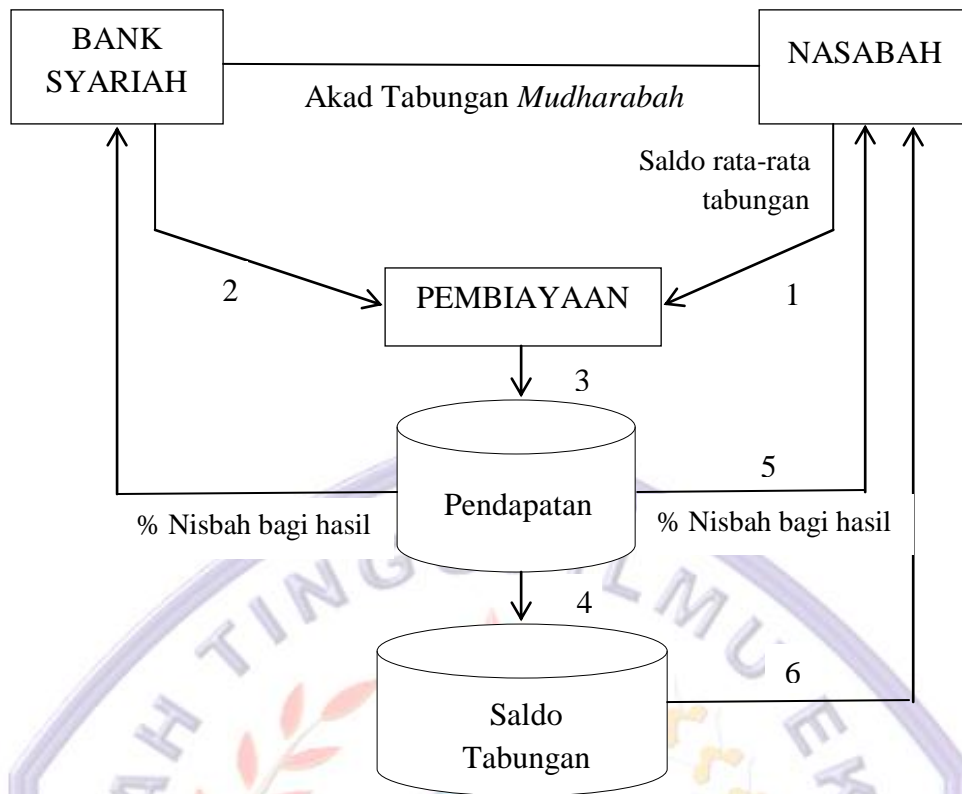 BANK
SYARIAH
NASABAH
Akad Tabungan Mudharabah
Saldo rata-rata
tabungan
2
PEMBIAYAAN
1
3
5
Pendapatan
% Nisbah bagi hasil
% Nisbah bagi hasil
4
6
Saldo
Tabungan